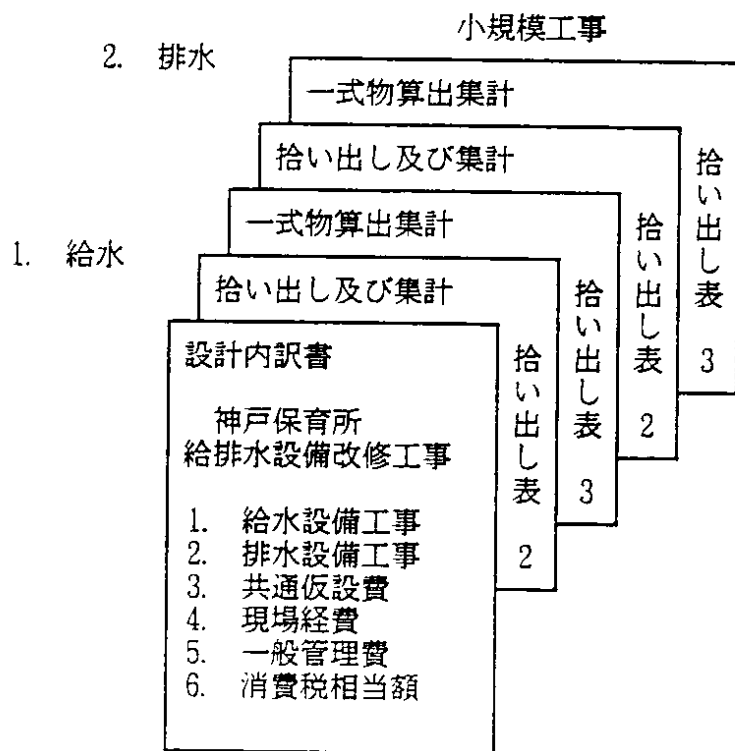 小規模工事
2. 排水
一式物算出集計
拾い出し表 3
拾い出し及び集計
拾い出し表 2
1. 給水
一式物算出集計
拾い出し表 3
拾い出し及び集計
拾い出し表 2
設計内訳書
神戸保育所
給排水設備改修工事
1. 給水設備工事
2. 排水設備工事
3. 共通仮設費
4. 現場経費
5. 一般管理費
6. 消費税相当額